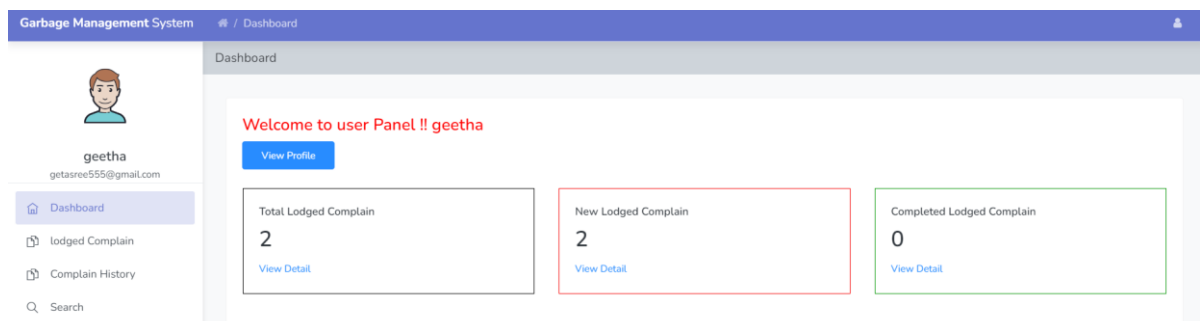 Garbage Management System / Dashboard
Dashboard
geetha
getasree555@gmail.com
Dashboard
lodged Complain
Complain History
Search
Welcome to user Panel !! geetha
View Profile
Total Lodged Complain
2
View Detail
New Lodged Complain
2
View Detail
Completed Lodged Complain
0
View Detail